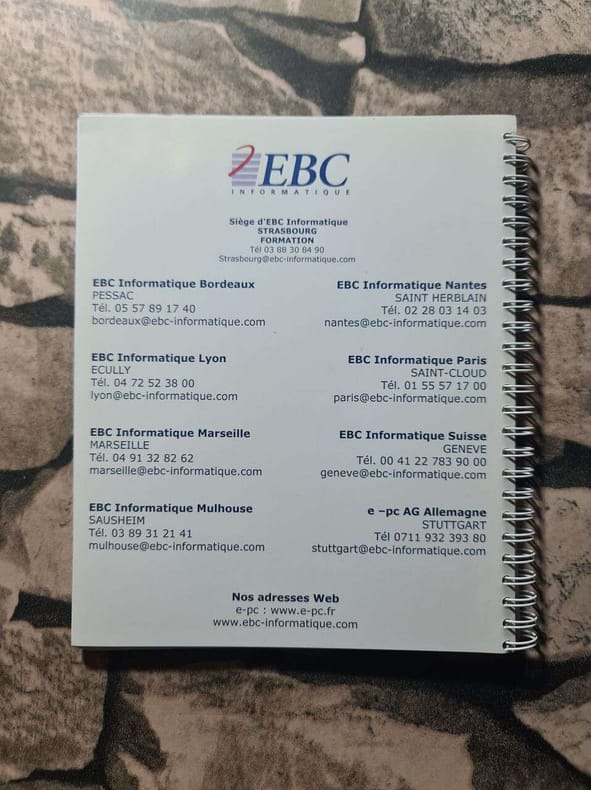 EBC
INFORMATIQUE
Siège d'EBC Informatique
STRASBOURG
FORMATION
Tél 03 88 30 84 90
Strasbourg@ebc-informatique.com
EBC Informatique Bordeaux
PESSAC
Tél. 05 57 89 17 40
bordeaux@ebc-informatique.com
EBC Informatique Nantes
SAINT HERBLAIN
Tél. 02 28 03 14 03
nantes@ebc-informatique.com
EBC Informatique Lyon
ECULLY
Tél. 04 72 52 38 00
lyon@ebc-informatique.com
EBC Informatique Paris
SAINT-CLOUD
Tél. 01 55 57 17 00
paris@ebc-informatique.com
EBC Informatique Marseille
MARSEILLE
Tél. 04 91 32 82 62
marseille@ebc-informatique.com
EBC Informatique Suisse
GENEVE
Tél. 00 41 22 783 90 00
geneve@ebc-informatique.com
EBC Informatique Mulhouse
SAUSHEIM
Tél. 03 89 31 21 41
mulhouse@ebc-informatique.com
e –pc AG Allemagne
STUTTGART
Tél 0711 932 393 80
stuttgart@ebc-informatique.com
Nos adresses Web
e-pc : www.e-pc.fr
www.ebc-informatique.com